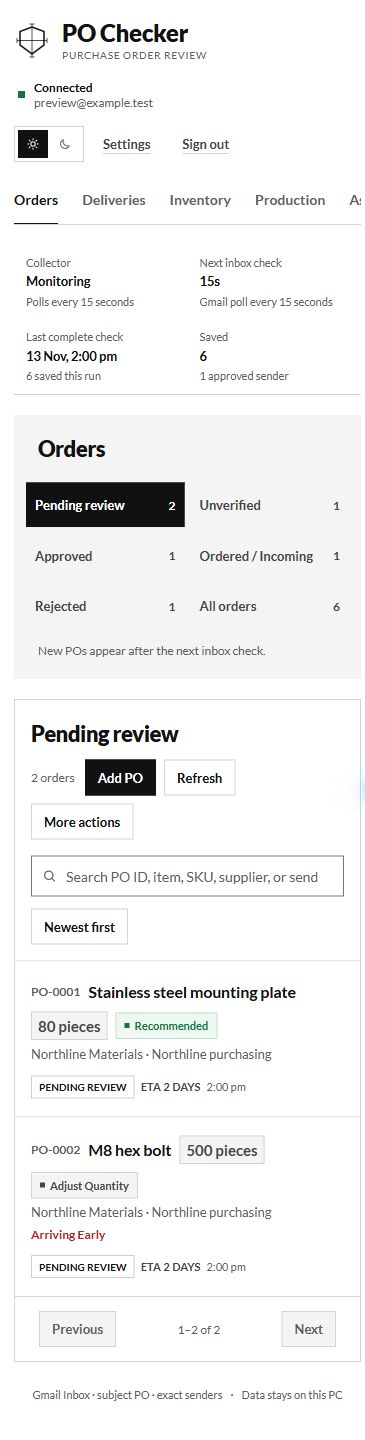 PO Checker
PURCHASE ORDER REVIEW
Connected
preview@example.test
Settings Sign out
Orders Deliveries Inventory Production As
Collector Next inbox check
Monitoring 15s
Polls every 15 seconds Gmail poll every 15 seconds
Last complete check Saved
13 Nov, 2:00 pm 6
6 saved this run 1 approved sender
Orders
Pending review 2 Unverified 1
Approved 1 Ordered / Incoming 1
Rejected 1 All orders 6
New POs appear after the next inbox check.
Pending review
2 orders Add PO Refresh
More actions
Search PO ID, item, SKU, supplier, or send
Newest first
PO-0001 Stainless steel mounting plate
80 pieces Recommended
Northline Materials · Northline purchasing
PENDING REVIEW ETA 2 DAYS 2:00 pm
PO-0002 M8 hex bolt 500 pieces
Adjust Quantity
Northline Materials · Northline purchasing
Arriving Early
PENDING REVIEW ETA 2 DAYS 2:00 pm
Previous 1–2 of 2 Next
Gmail Inbox · subject PO · exact senders · Data stays on this PC